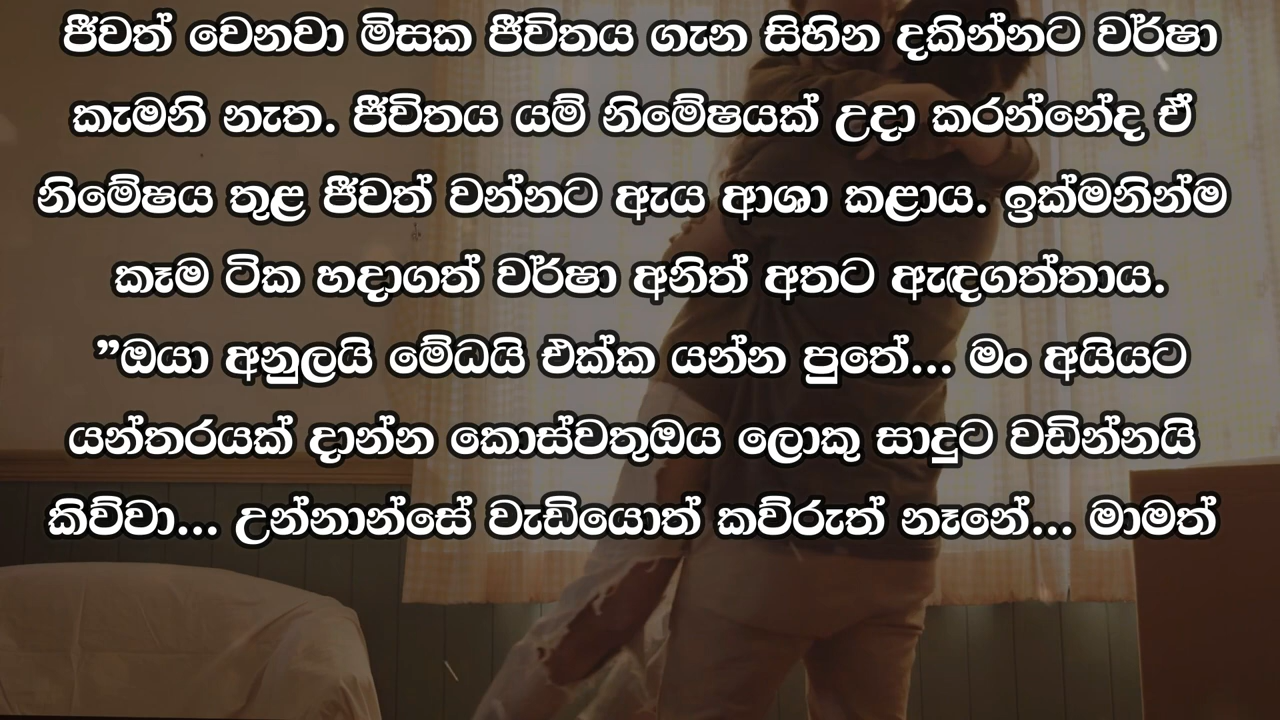 ජීවත් වෙනවා මිසක ජීවිතය ගැන සිහින දකින්නට වර්ෂා
කැමති නැත. ජීවිතය යම් නිමේෂයක් උදා කරන්නේද ඒ
නිමේෂය තුළ ජීවත් වන්නට ඇය ආශා කළාය. ඉක්මනින්ම
කෑම ටික හදාගත් වර්ෂා අනිත් අතට ඇඳගත්තාය.
”ඔයා අනුලයි මේධයි එක්ක යන්න පුතේ... මං අයියට
යන්තරයක් දාන්න කොස්වතුඔය ලොකු සාදුට වඩින්නයි
කිව්වා... උන්නාන්සේ වැඩියොත් කව්රුත් නෑනේ... මාමත්